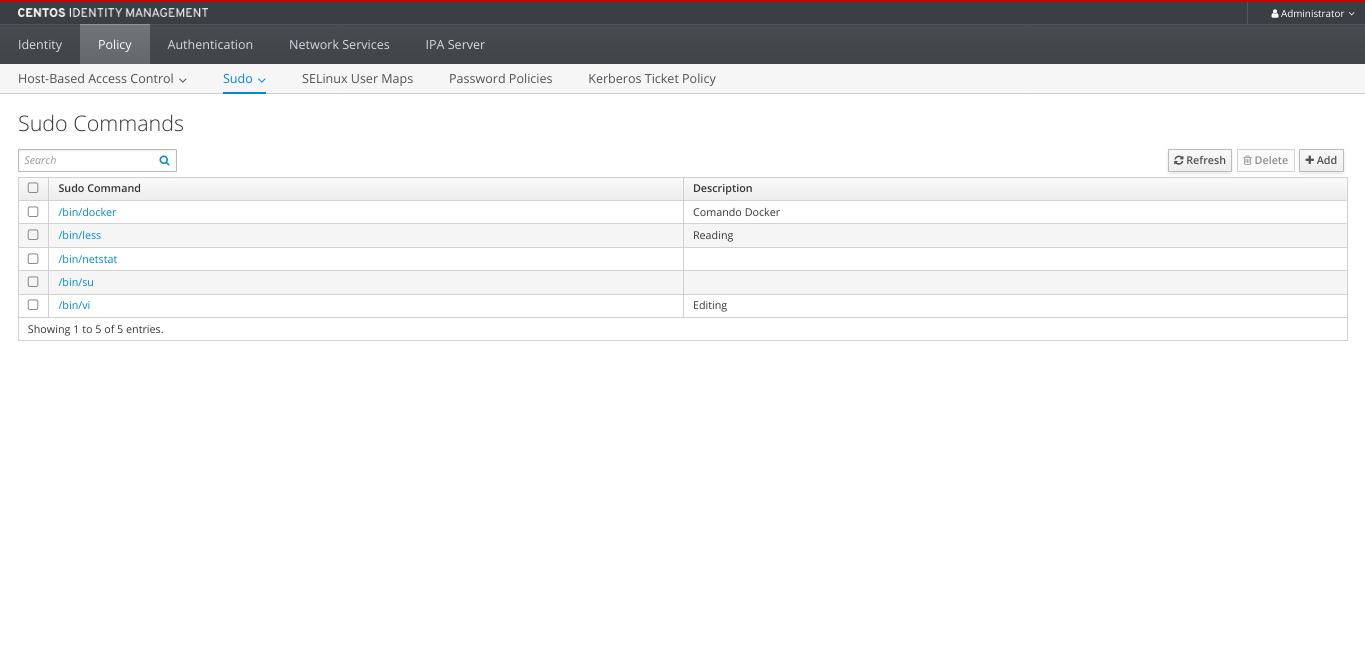 CENTOS IDENTITY MANAGEMENT Administrator
Identity Policy Authentication Network Services IPA Server
Host-Based Access Control Sudo SELinux User Maps Password Policies Kerberos Ticket Policy
Sudo Commands
Search Refresh Delete Add
Sudo Command Description
/bin/docker Comando Docker
/bin/less Reading
/bin/netstat
/bin/su
/bin/vi Editing
Showing 1 to 5 of 5 entries.